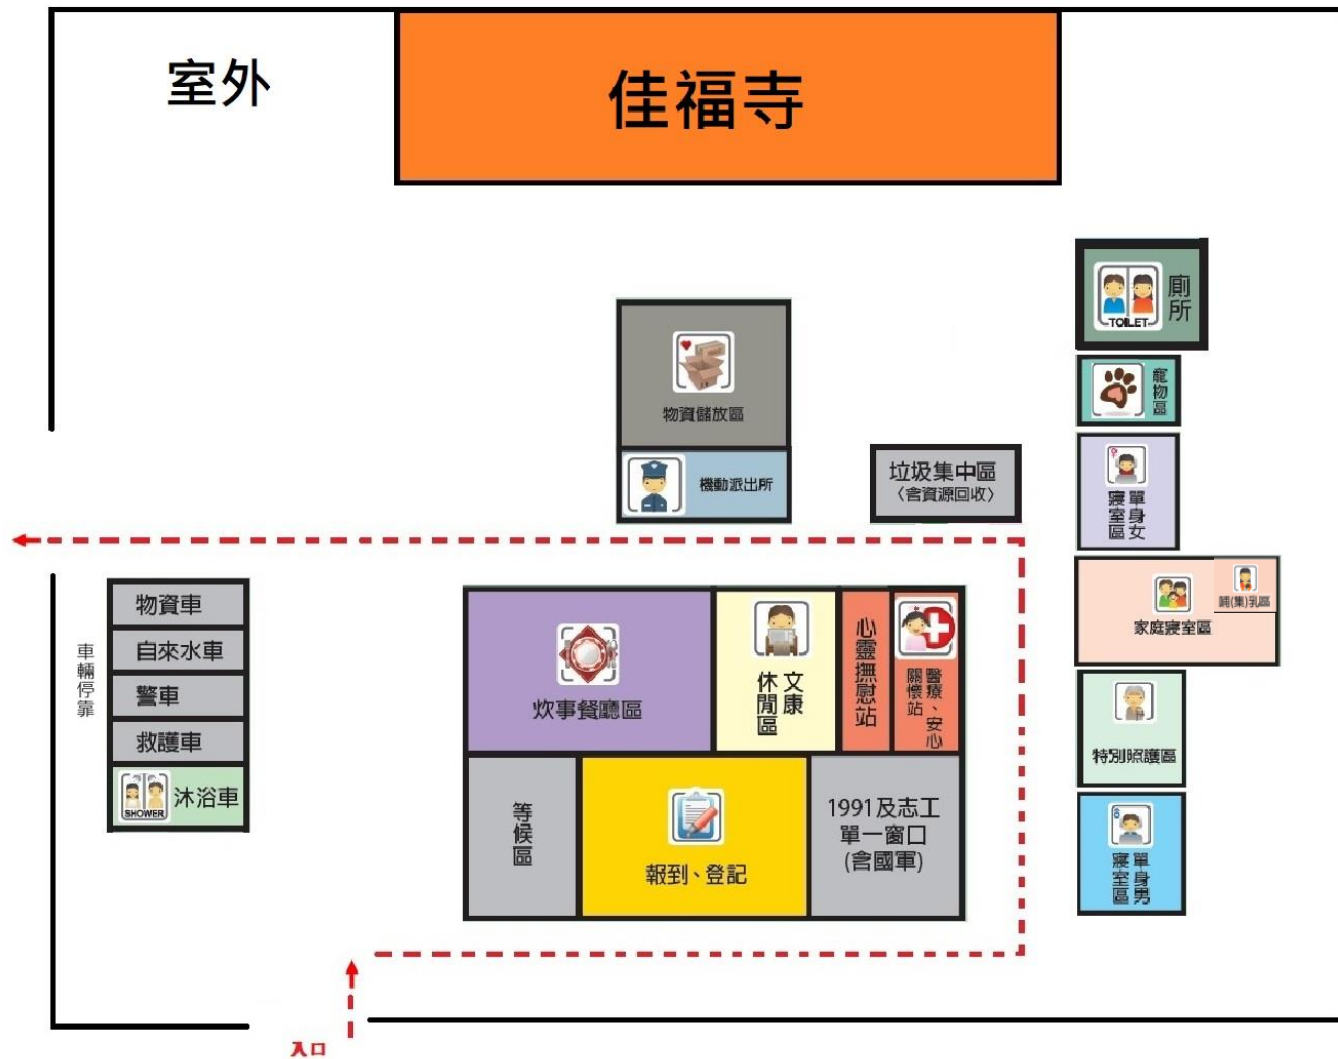 室外
佳福寺
TOILET
廁所
寵物區
單身女
寢室區
哺(集)乳區
家庭寢室區
特別照護區
單身男
寢室區
物資儲放區
機動派出所
垃圾集中區
〈含資源回收〉
車輛停靠
物資車
自來水車
警車
救護車
SHOWER
沐浴車
炊事餐廳區
文康
休閒區
心靈撫慰站
醫療、安心
關懷站
等候區
報到、登記
1991及志工
單一窗口
(含國軍)
入口